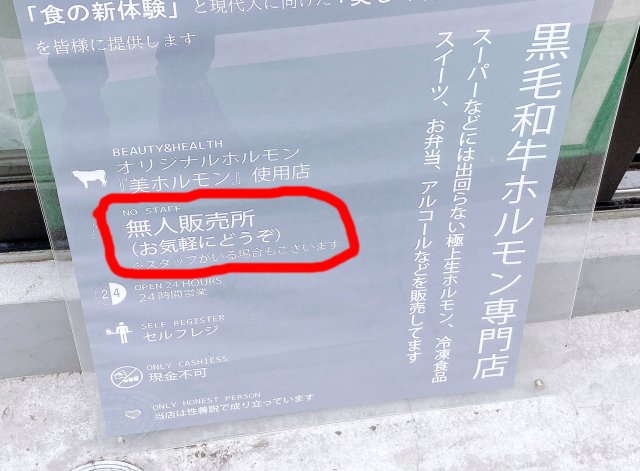 「食の新体験」と現代人に向けた
を皆様に提供します
黒毛和牛ホルモン専門店
スーパーなどには出回らない極上生ホルモン、冷凍食品
スイーツ、お弁当、アルコールなどを販売してます
BEAUTY&HEALTH
オリジナルホルモン
『美ホルモン』使用店
NO STAFF
無人販売所
(お気軽にどうぞ)
※スタッフがいる場合もございます
24
OPEN 24 HOURS
24時間営業
SELF REGISTER
セルフレジ
ONLY CASHLESS
現金不可
ONLY HONEST PERSON
当店は性善説で成り立っています